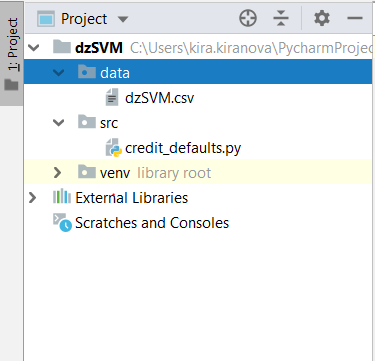 1: Project
Project
dzSVM C:\Users\kira.kiranova\PycharmProjec
data
dzSVM.csv
src
credit_defaults.py
venv library root
External Libraries
Scratches and Consoles